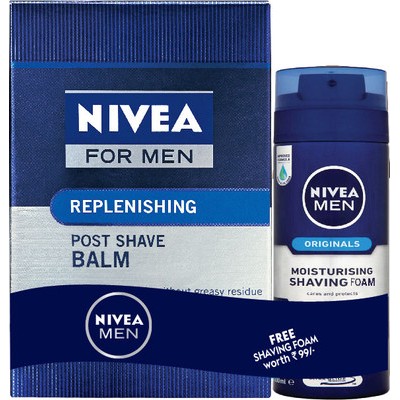 NIVEA
FOR MEN
REPLENISHING
POST SHAVE
BALM
without greasy residue
NIVEA
MEN
NIVEA
MEN
ORIGINALS
MOISTURISING
SHAVING FOAM
cares and protects
FREE
SHAVING FOAM
worth ₹ 99/-